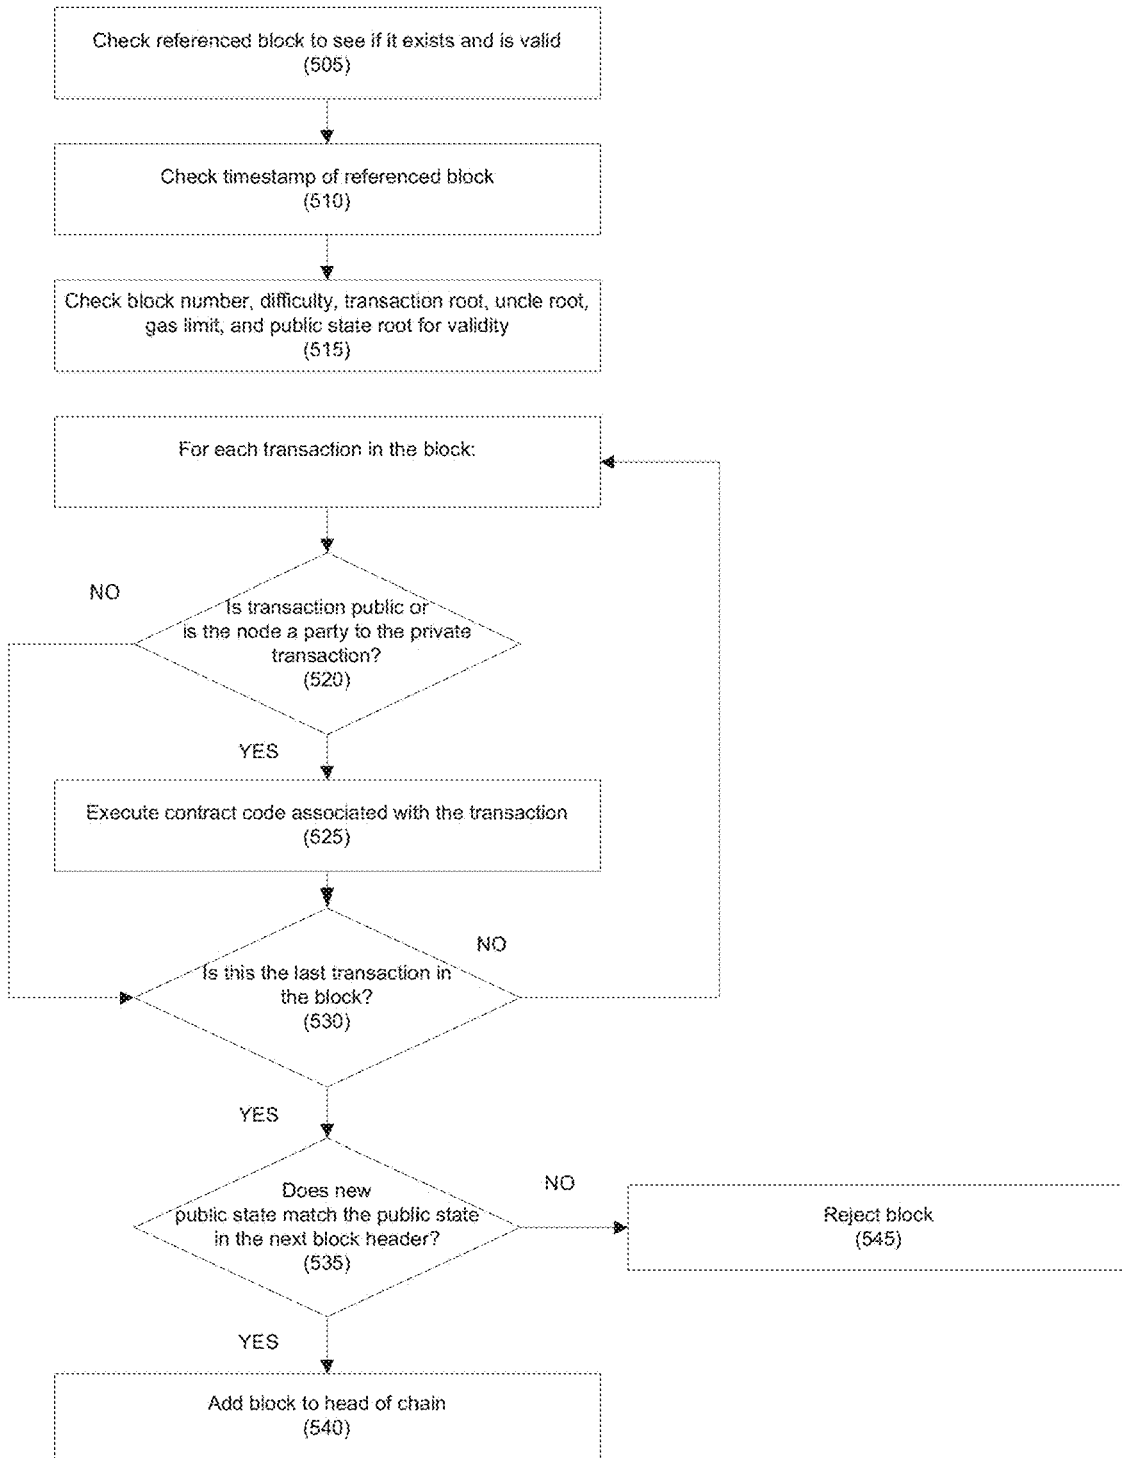 Check referenced block to see if it exists and is valid
(505)
Check timestamp of referenced block
(510)
Check block number, difficulty, transaction root, uncle root,
gas limit, and public state root for validity
(515)
For each transaction in the block:
NO
Is transaction public or
is the node a party to the private
transaction?
(520)
YES
Execute contract code associated with the transaction
(525)
NO
Is this the last transaction in
the block?
(530)
YES
NO
Does new
public state match the public state
in the next block header?
(535)
Reject block
(545)
YES
Add block to head of chain
(540)